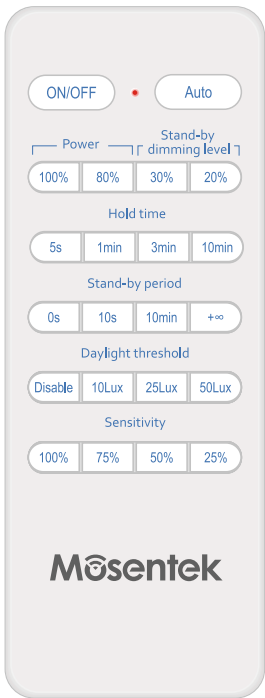 ON/OFF Auto
Power Stand-by dimming level
100% 80% 30% 20%
Hold time
5s 1min 3min 10min
Stand-by period
0s 10s 10min +∞
Daylight threshold
Disable 10Lux 25Lux 50Lux
Sensitivity
100% 75% 50% 25%
Mosentek